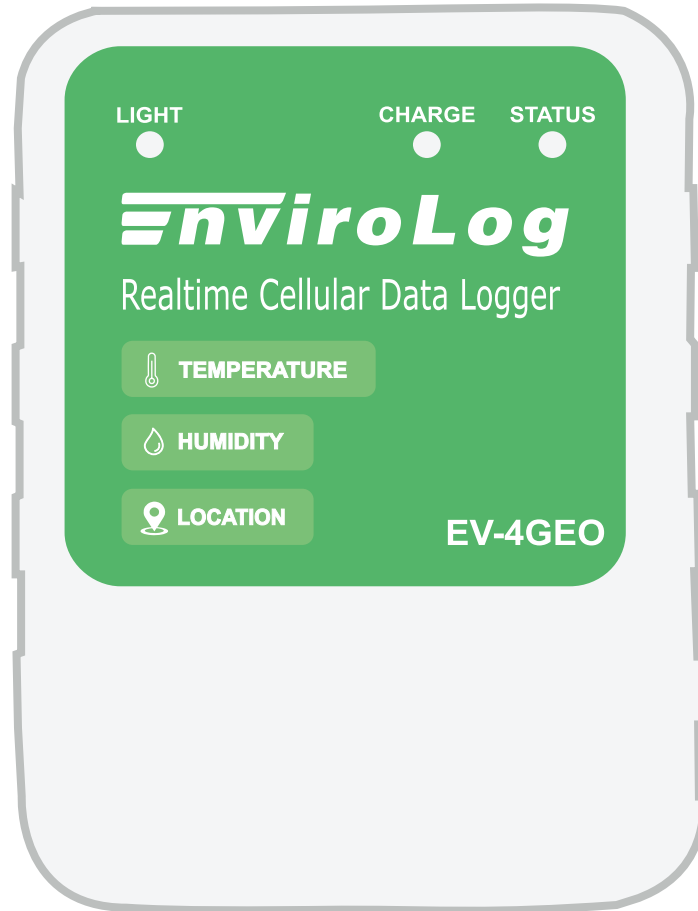 LIGHT CHARGE STATUS
EnviroLog
Realtime Cellular Data Logger
TEMPERATURE
HUMIDITY
LOCATION
EV-4GEO